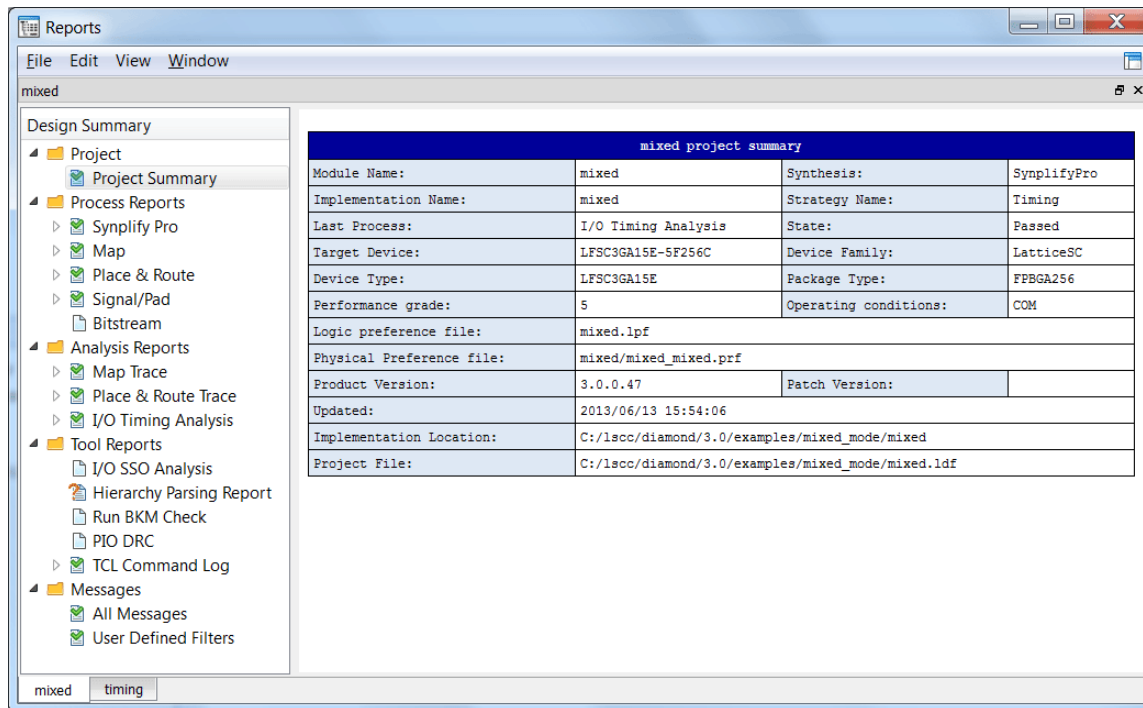 Reports
File Edit View Window
mixed
Design Summary
Project
Project Summary
Process Reports
Synplify Pro
Map
Place & Route
Signal/Pad
Bitstream
Analysis Reports
Map Trace
Place & Route Trace
I/O Timing Analysis
Tool Reports
I/O SSO Analysis
Hierarchy Parsing Report
Run BKM Check
PIO DRC
TCL Command Log
Messages
All Messages
User Defined Filters
mixed project summary
Module Name: mixed Synthesis: SynplifyPro
Implementation Name: mixed Strategy Name: Timing
Last Process: I/O Timing Analysis State: Passed
Target Device: LFSC3GA15E-5F256C Device Family: LatticeSC
Device Type: LFSC3GA15E Package Type: FPBGA256
Performance grade: 5 Operating conditions: COM
Logic preference file: mixed.lpf
Physical Preference file: mixed/mixed_mixed.prf
Product Version: 3.0.0.47 Patch Version:
Updated: 2013/06/13 15:54:06
Implementation Location: C:/lscc/diamond/3.0/examples/mixed_mode/mixed
Project File: C:/lscc/diamond/3.0/examples/mixed_mode/mixed.ldf
mixed timing